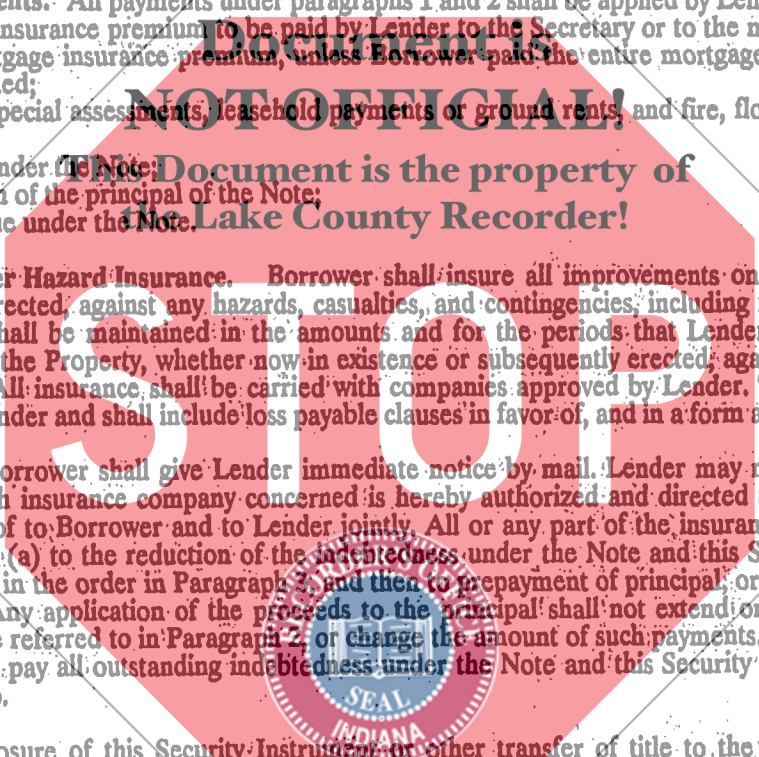 ents. All payments under paragraphs 1 and 2 shall be applied by Len
nsurance premium to be paid by Lender to the Secretary or to the m
Document is
gage insurance premium, unless Borrower paid the entire mortgage
ed;
NOT OFFICIAL!
pecial assessments, leasehold payments or ground rents, and fire, flo
This Document is the property of
nder the Note;
n of the principal of the Note;
the Lake County Recorder!
e under the Note.
er Hazard Insurance. Borrower shall insure all improvements on
rected, against any hazards, casualties, and contingencies, including
hall be maintained in the amounts and for the periods that Lender
the Property, whether now in existence or subsequently erected, aga
All insurance shall be carried with companies approved by Lender.
nder and shall include loss payable clauses in favor of, and in a form a
STOP
orrower shall give Lender immediate notice by mail. Lender may m
h insurance company concerned is hereby authorized and directed
of to Borrower and to Lender jointly. All or any part of the insuran
(a) to the reduction of the indebtedness under the Note and this S
in the order in Paragraph and then to prepayment of principal, or
Any application of the proceeds to the principal shall not extend or
e referred to in Paragraph 2, or change the amount of such payments.
pay all outstanding indebtedness under the Note and this Security
SEAL
INDIANA
osure of this Security Instrument or other transfer of title to the